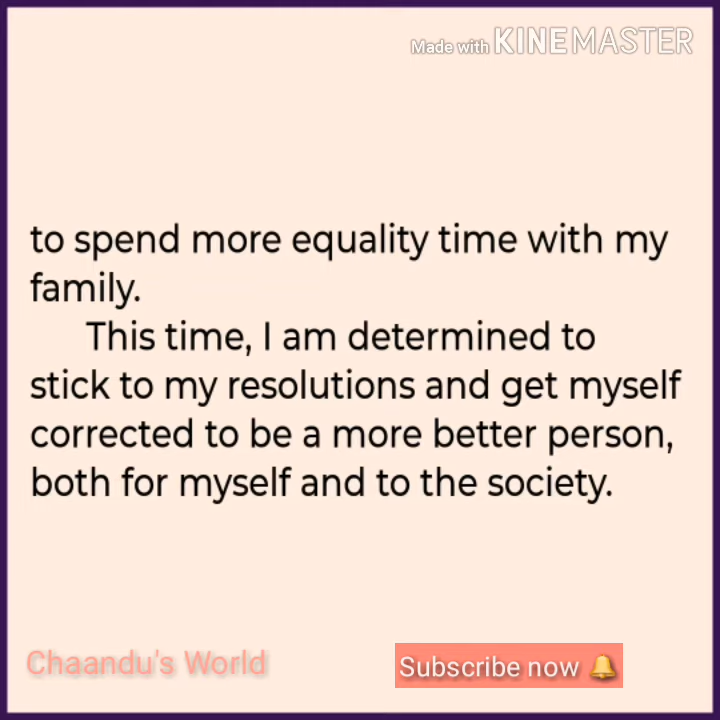 Made with KINEMASTER
to spend more equality time with my
family.
This time, I am determined to
stick to my resolutions and get myself
corrected to be a more better person,
both for myself and to the society.
Chaandu's World
Subscribe now 🔔